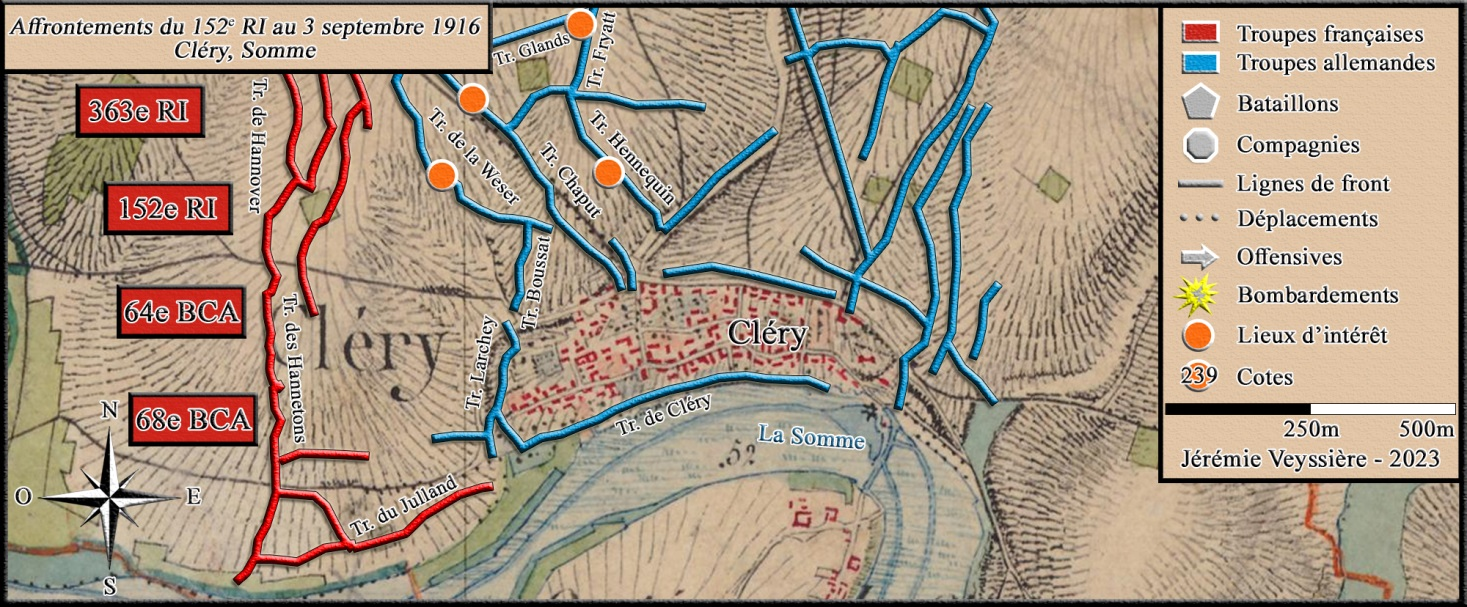 Affrontements du 152e RI au 3 septembre 1916
Cléry, Somme
363e RI
152e RI
64e BCA
68e BCA
Tr. de Hannover
Tr. des Hannetons
Tr. du Julland
Tr. Glands
Tr. Fryatt
Tr. de la Weser
Tr. Chaput
Tr. Hennequin
Tr. Boussat
Tr. Larchey
Tr. de Cléry
Cléry
léry
La Somme
52
N
O
E
S
Troupes françaises
Troupes allemandes
Bataillons
Compagnies
Lignes de front
Déplacements
Offensives
Bombardements
Lieux d'intérêt
239 Cotes
250m 500m
Jérémie Veyssière - 2023